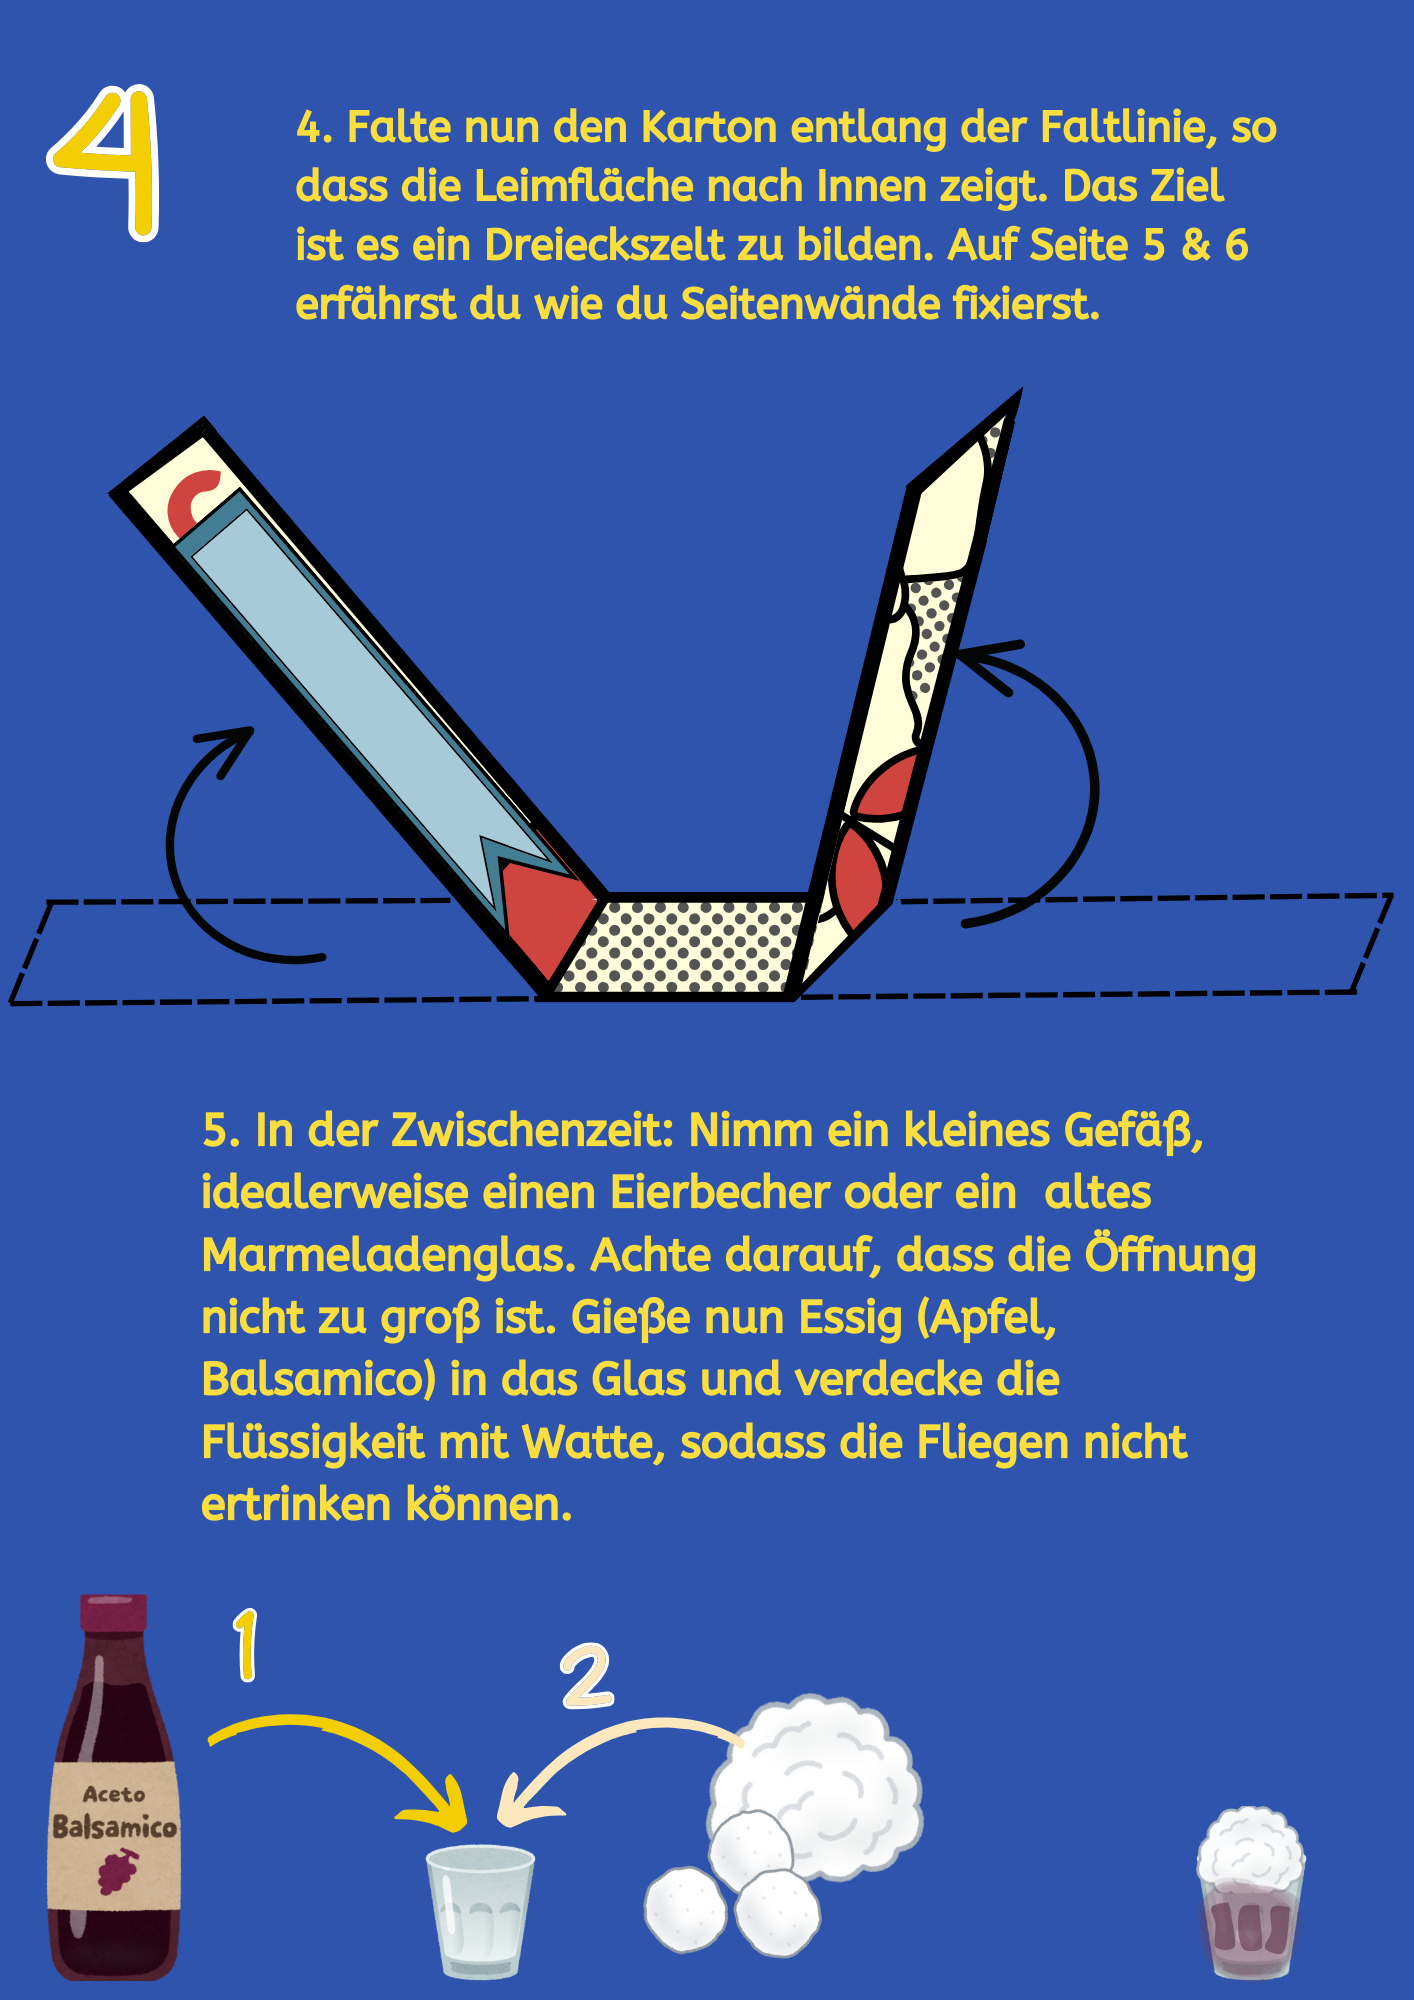 4
4. Falte nun den Karton entlang der Faltlinie, so
dass die Leimfläche nach Innen zeigt. Das Ziel
ist es ein Dreieckszelt zu bilden. Auf Seite 5 & 6
erfährst du wie du Seitenwände fixierst.
5. In der Zwischenzeit: Nimm ein kleines Gefäß,
idealerweise einen Eierbecher oder ein altes
Marmeladenglas. Achte darauf, dass die Öffnung
nicht zu groß ist. Gieße nun Essig (Apfel,
Balsamico) in das Glas und verdecke die
Flüssigkeit mit Watte, sodass die Fliegen nicht
ertrinken können.
1
2
Aceto
Balsamico